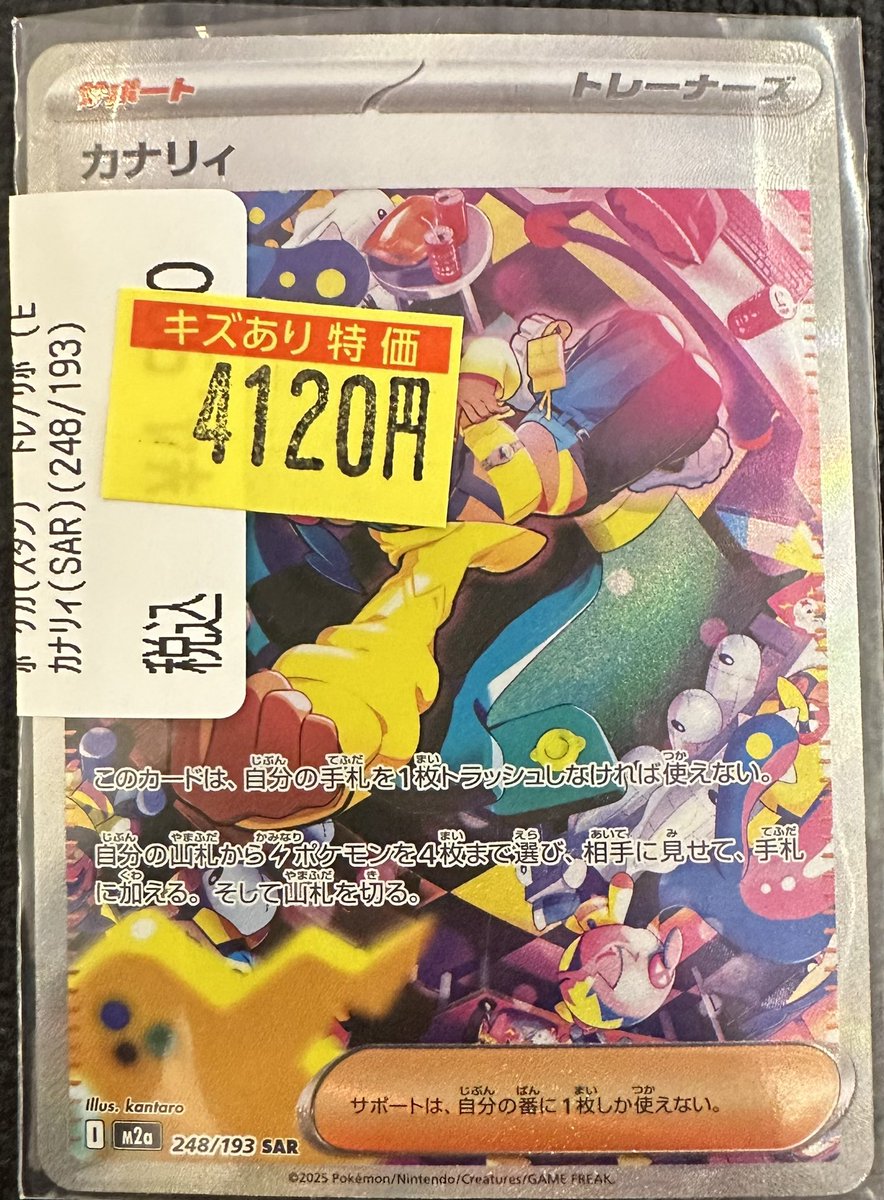 サポート
トレーナーズ
カナリィ
キズあり特価
4120円
カナリィ(SAR)(248/193)
税込
このカードは、自分の手札を1枚トラッシュしなければ使えない。
自分の山札からポケモンを4枚まで選び、相手に見せて、手札
に加える。そして山札を切る。
サポートは、自分の番に1枚しか使えない。
Illus. kantaro
I m2a 248/193 SAR
©2025 Pokémon/Nintendo/Creatures/GAME FREAK.